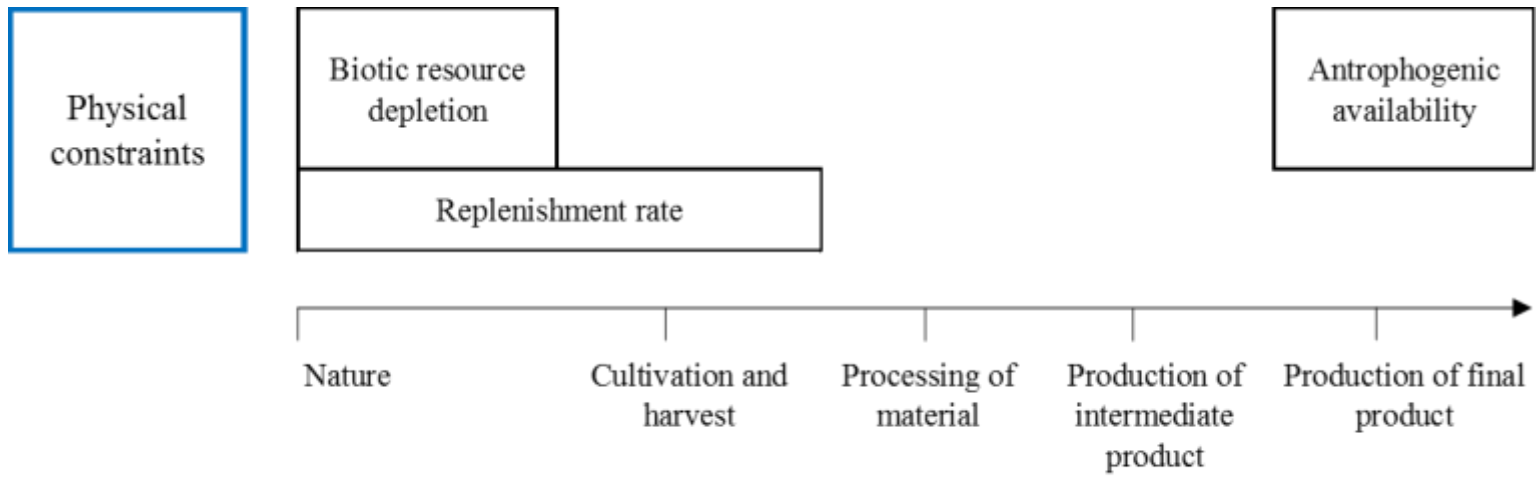 Physical
constraints
Biotic resource
depletion
Replenishment rate
Antrophogenic
availability
Nature
Cultivation and
harvest
Processing of
material
Production of
intermediate
product
Production of final
product